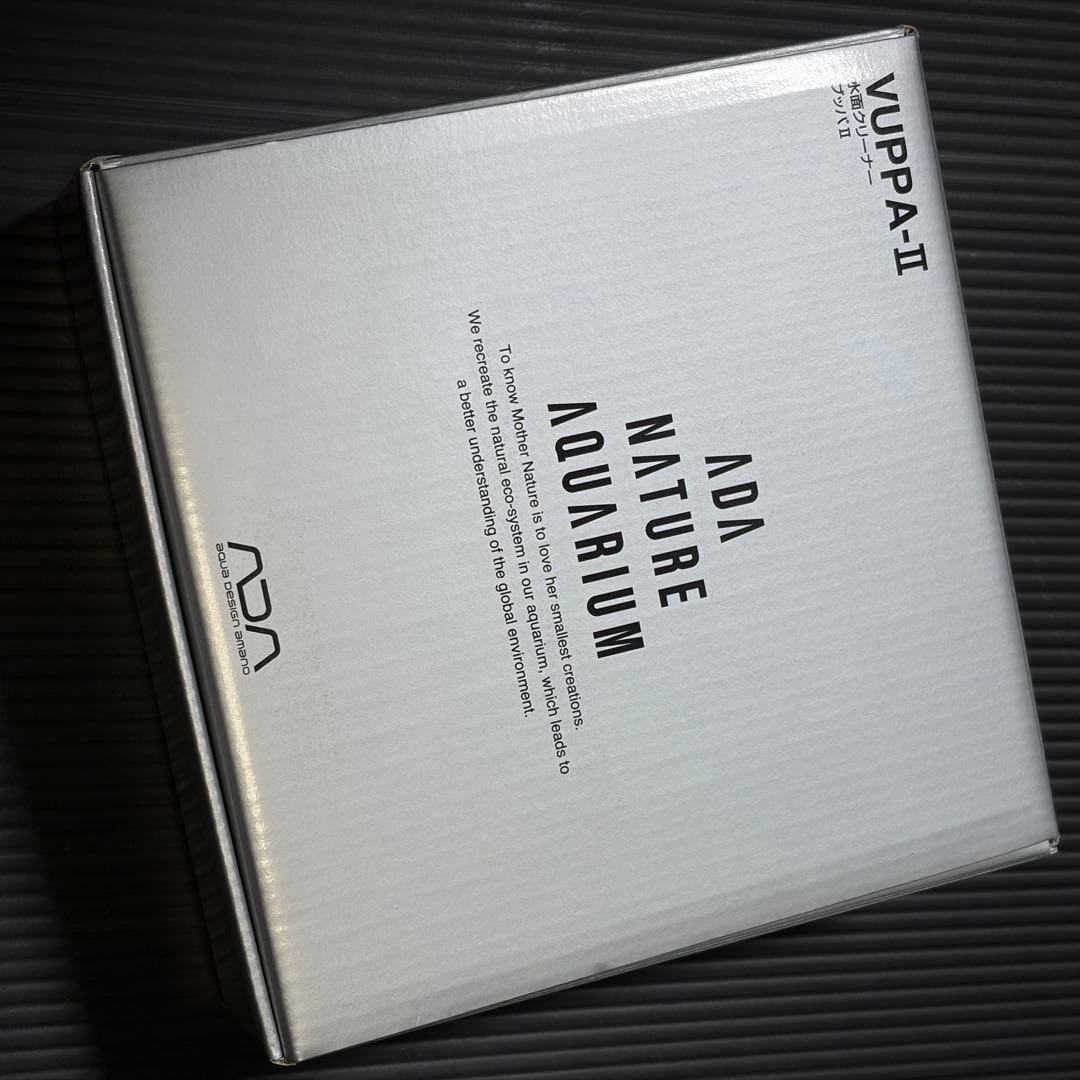 VUPPA-II
水面クリーナー
ブッパII
ADA
NATURE
AQUARIUM
To know Mother Nature is to love her smallest creations.
We recreate the natural eco-system in our aquarium, which leads to
a better understanding of the global environment.
ADA
aqua DESIGN amano